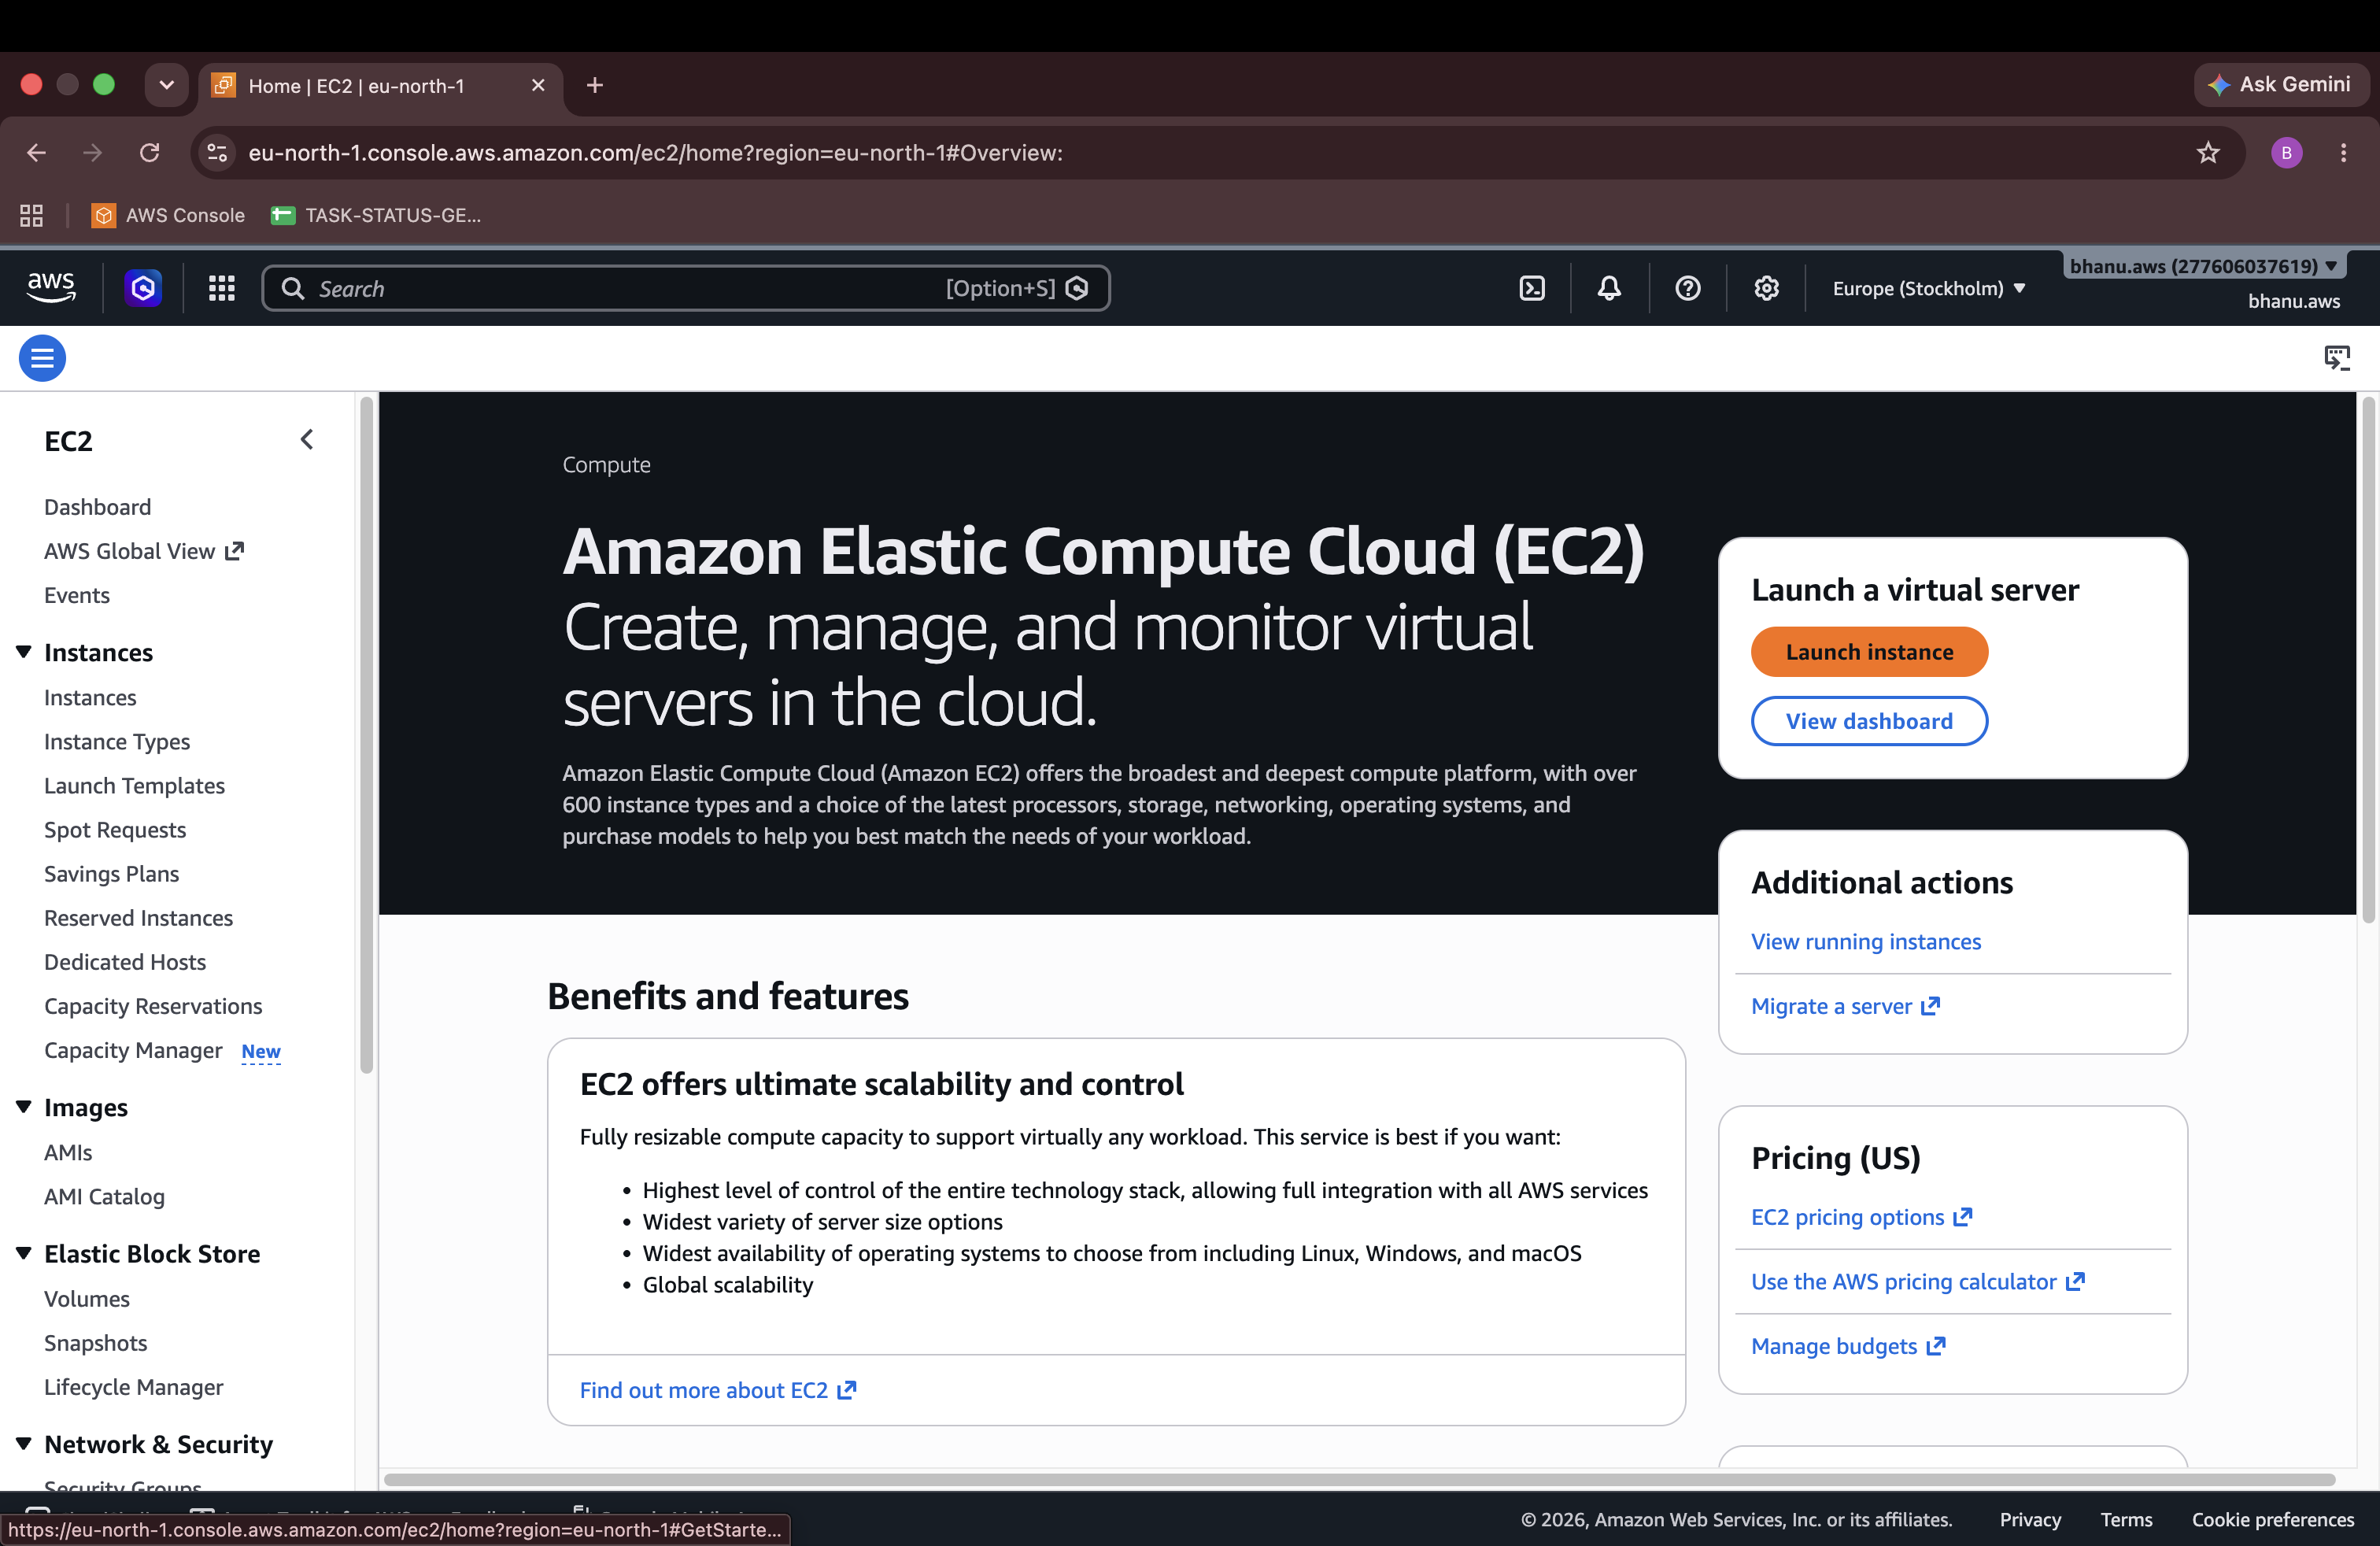 Home | EC2 | eu-north-1
Ask Gemini
eu-north-1.console.aws.amazon.com/ec2/home?region=eu-north-1#Overview:
B
AWS Console
TASK-STATUS-GE...
aws
Search
[Option+S]
Europe (Stockholm)
bhanu.aws (277606037619)
bhanu.aws
EC2
Dashboard
AWS Global View
Events
Instances
Instances
Instance Types
Launch Templates
Spot Requests
Savings Plans
Reserved Instances
Dedicated Hosts
Capacity Reservations
Capacity Manager New
Images
AMIs
AMI Catalog
Elastic Block Store
Volumes
Snapshots
Lifecycle Manager
Network & Security
Security Groups
Compute
Amazon Elastic Compute Cloud (EC2)
Create, manage, and monitor virtual
servers in the cloud.
Amazon Elastic Compute Cloud (Amazon EC2) offers the broadest and deepest compute platform, with over
600 instance types and a choice of the latest processors, storage, networking, operating systems, and
purchase models to help you best match the needs of your workload.
Launch a virtual server
Launch instance
View dashboard
Additional actions
View running instances
Migrate a server
Benefits and features
EC2 offers ultimate scalability and control
Fully resizable compute capacity to support virtually any workload. This service is best if you want:
• Highest level of control of the entire technology stack, allowing full integration with all AWS services
• Widest variety of server size options
• Widest availability of operating systems to choose from including Linux, Windows, and macOS
• Global scalability
Find out more about EC2
Pricing (US)
EC2 pricing options
Use the AWS pricing calculator
Manage budgets
https://eu-north-1.console.aws.amazon.com/ec2/home?region=eu-north-1#GetStarte...
© 2026, Amazon Web Services, Inc. or its affiliates.
Privacy
Terms
Cookie preferences